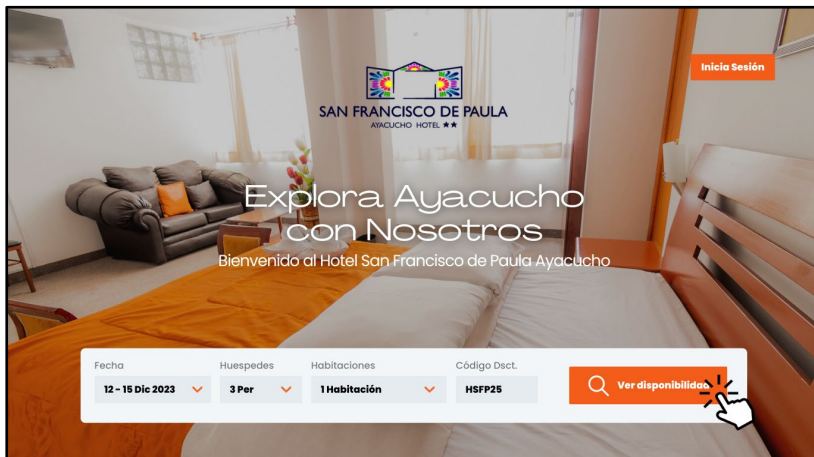 Inicia Sesión
SAN FRANCISCO DE PAULA
AYACUCHO HOTEL ★★
Explora Ayacucho
con Nosotros
Bienvenido al Hotel San Francisco de Paula Ayacucho
Fecha
Huespedes
Habitaciones
Código Dsct.
12 - 15 Dic 2023
3 Per
1 Habitación
HSFP25
Ver disponibilidad